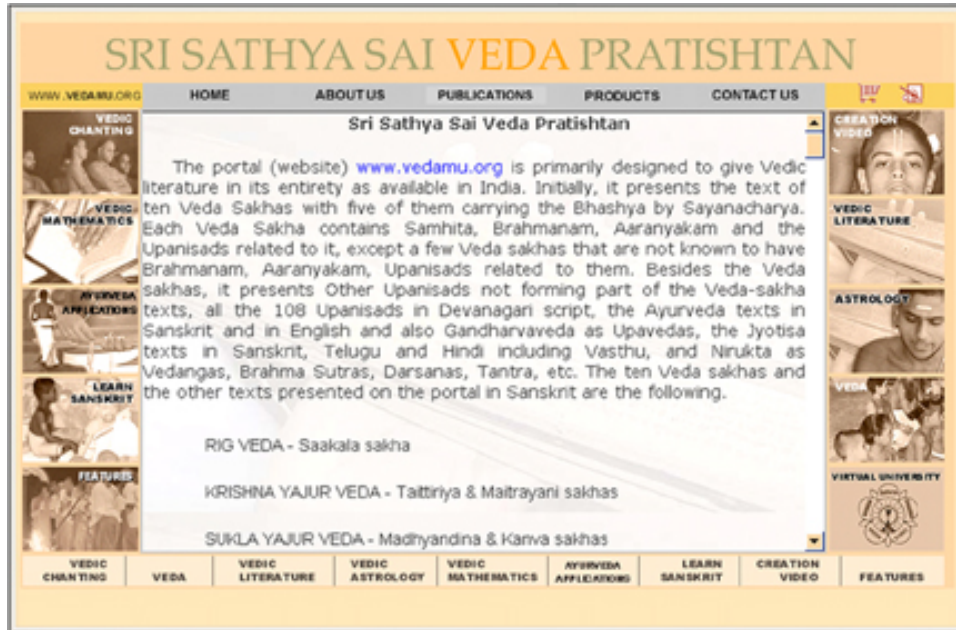 SRI SATHYA SAI VEDA PRATISHTAN
WWW.VEDAMU.ORG
HOME
ABOUT US
PUBLICATIONS
PRODUCTS
CONTACT US
VEDIC
CHANTING
VEDIC
MATHEMATICS
AYURVEDA
APPLICATIONS
LEARN
SANSKRIT
FEATURES
Sri Sathya Sai Veda Pratishtan
The portal (website) www.vedamu.org is primarily designed to give Vedic
literature in its entirety as available in India. Initially, it presents the text of
ten Veda Sakhas with five of them carrying the Bhashya by Sayanacharya.
Each Veda Sakha contains Samhita, Brahmanam, Aaranyakam and the
Upanisads related to it, except a few Veda sakhas that are not known to have
Brahmanam, Aaranyakam, Upanisads related to them. Besides the Veda
sakhas, it presents Other Upanisads not forming part of the Veda-sakha
texts, all the 108 Upanisads in Devanagari script, the Ayurveda texts in
Sanskrit and in English and also Gandharvaveda as Upavedas, the Jyotisa
texts in Sanskrit, Telugu and Hindi including Vasthu, and Nirukta as
Vedangas, Brahma Sutras, Darsanas, Tantra, etc. The ten Veda sakhas and
the other texts presented on the portal in Sanskrit are the following.
RIG VEDA - Saakala sakha
KRISHNA YAJUR VEDA - Taittiriya & Maitrayani sakhas
SUKLA YAJUR VEDA - Madhyandina & Kanva sakhas
CREATION
VIDEO
VEDIC
LITERATURE
ASTROLOGY
VEDA
VIRTUAL UNIVERSITY
VEDIC
CHANTING
VEDA
VEDIC
LITERATURE
VEDIC
ASTROLOGY
VEDIC
MATHEMATICS
AYURVEDA
APPLICATIONS
LEARN
SANSKRIT
CREATION
VIDEO
FEATURES